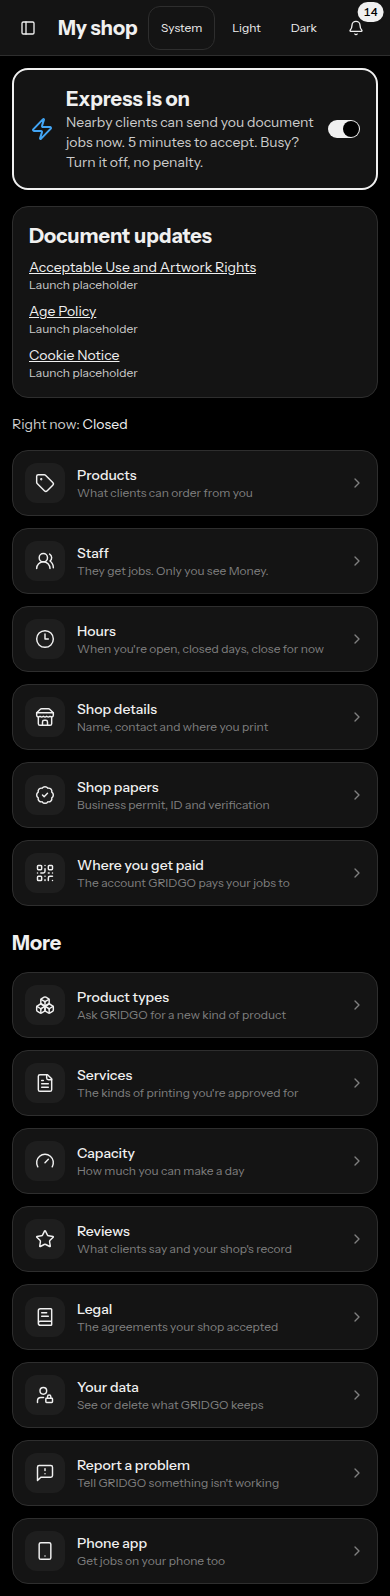 My shop
System
Light
Dark
14
Express is on
Nearby clients can send you document
jobs now. 5 minutes to accept. Busy?
Turn it off, no penalty.
Document updates
Acceptable Use and Artwork Rights
Launch placeholder
Age Policy
Launch placeholder
Cookie Notice
Launch placeholder
Right now: Closed
Products
What clients can order from you
Staff
They get jobs. Only you see Money.
Hours
When you're open, closed days, close for now
Shop details
Name, contact and where you print
Shop papers
Business permit, ID and verification
Where you get paid
The account GRIDGO pays your jobs to
More
Product types
Ask GRIDGO for a new kind of product
Services
The kinds of printing you're approved for
Capacity
How much you can make a day
Reviews
What clients say and your shop's record
Legal
The agreements your shop accepted
Your data
See or delete what GRIDGO keeps
Report a problem
Tell GRIDGO something isn't working
Phone app
Get jobs on your phone too